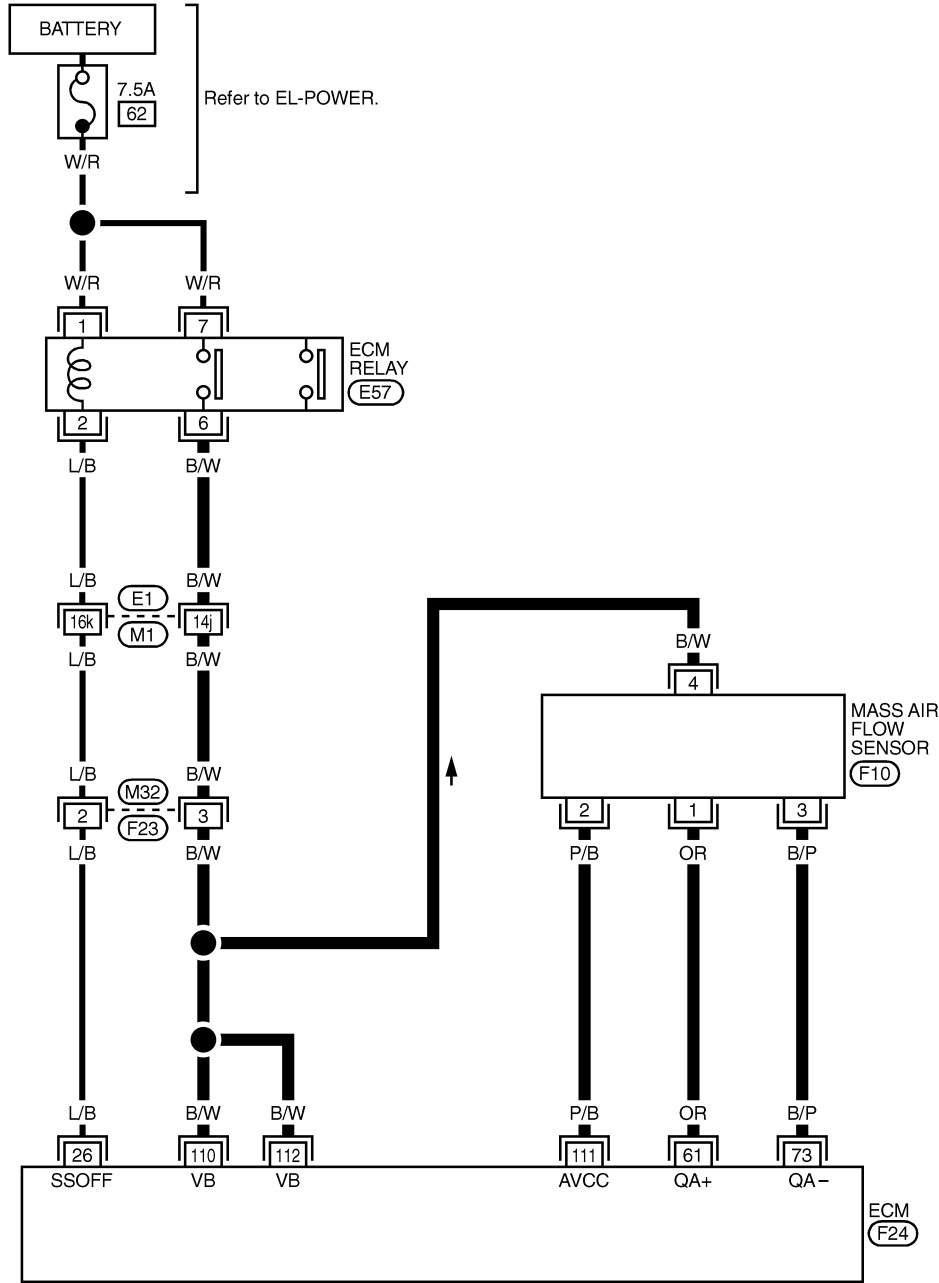 BATTERY
7.5A
62
Refer to EL-POWER.
W/R
W/R
W/R
1
7
ECM
RELAY
E57
2
6
L/B
B/W
L/B
B/W
E1
16k
14j
M1
L/B
B/W
B/W
4
MASS AIR
FLOW
SENSOR
F10
L/B
B/W
M32
2
3
F23
2
1
3
L/B
B/W
P/B
OR
B/P
L/B
B/W
B/W
P/B
OR
B/P
26
110
112
111
61
73
SSOFF
VB
VB
AVCC
QA+
QA−
ECM
F24